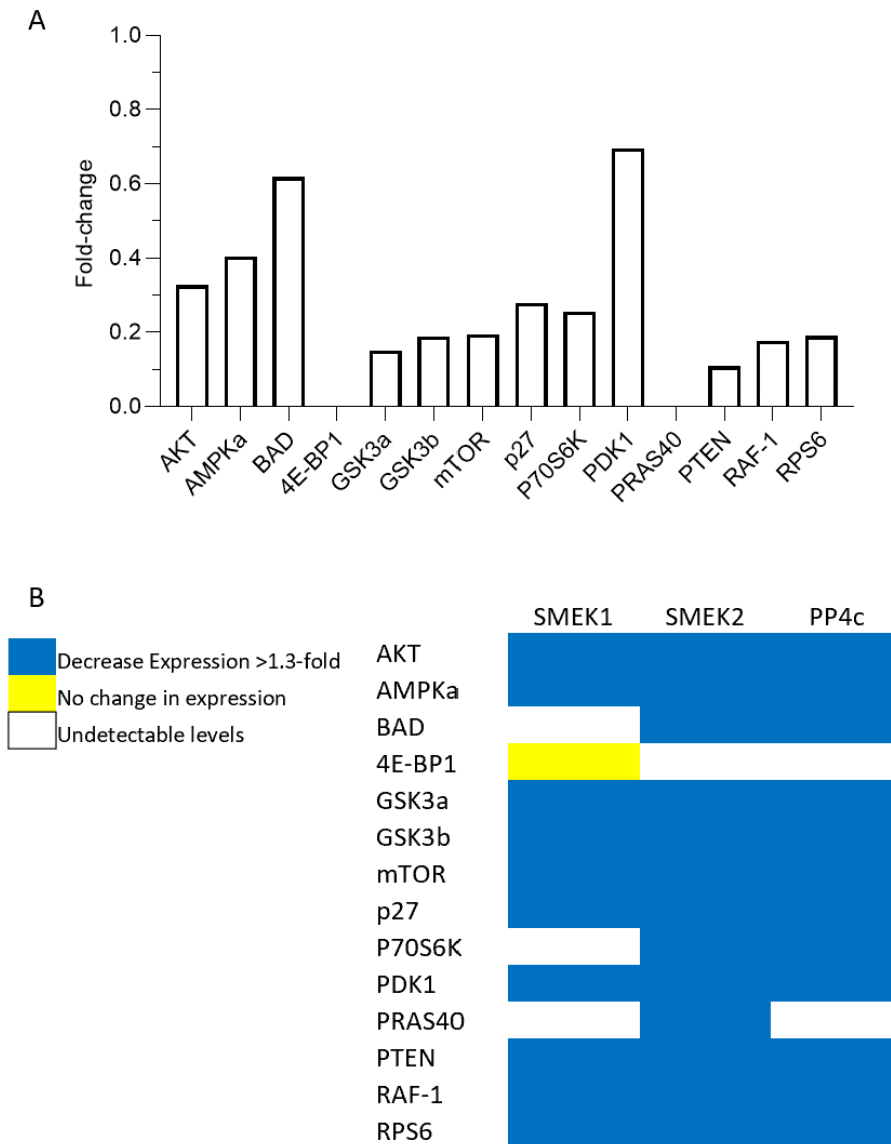 A
1.0
0.8
0.6
0.4
0.2
0.0
Fold-change
AKT
AMPKa
BAD
4E-BP1
GSK3a
GSK3b
mTOR
p27
P70S6K
PDK1
PRAS40
PTEN
RAF-1
RPS6
B
SMEK1 SMEK2 PP4c
Decrease Expression >1.3-fold
No change in expression
Undetectable levels
AKT
AMPKa
BAD
4E-BP1
GSK3a
GSK3b
mTOR
p27
P70S6K
PDK1
PRAS40
PTEN
RAF-1
RPS6